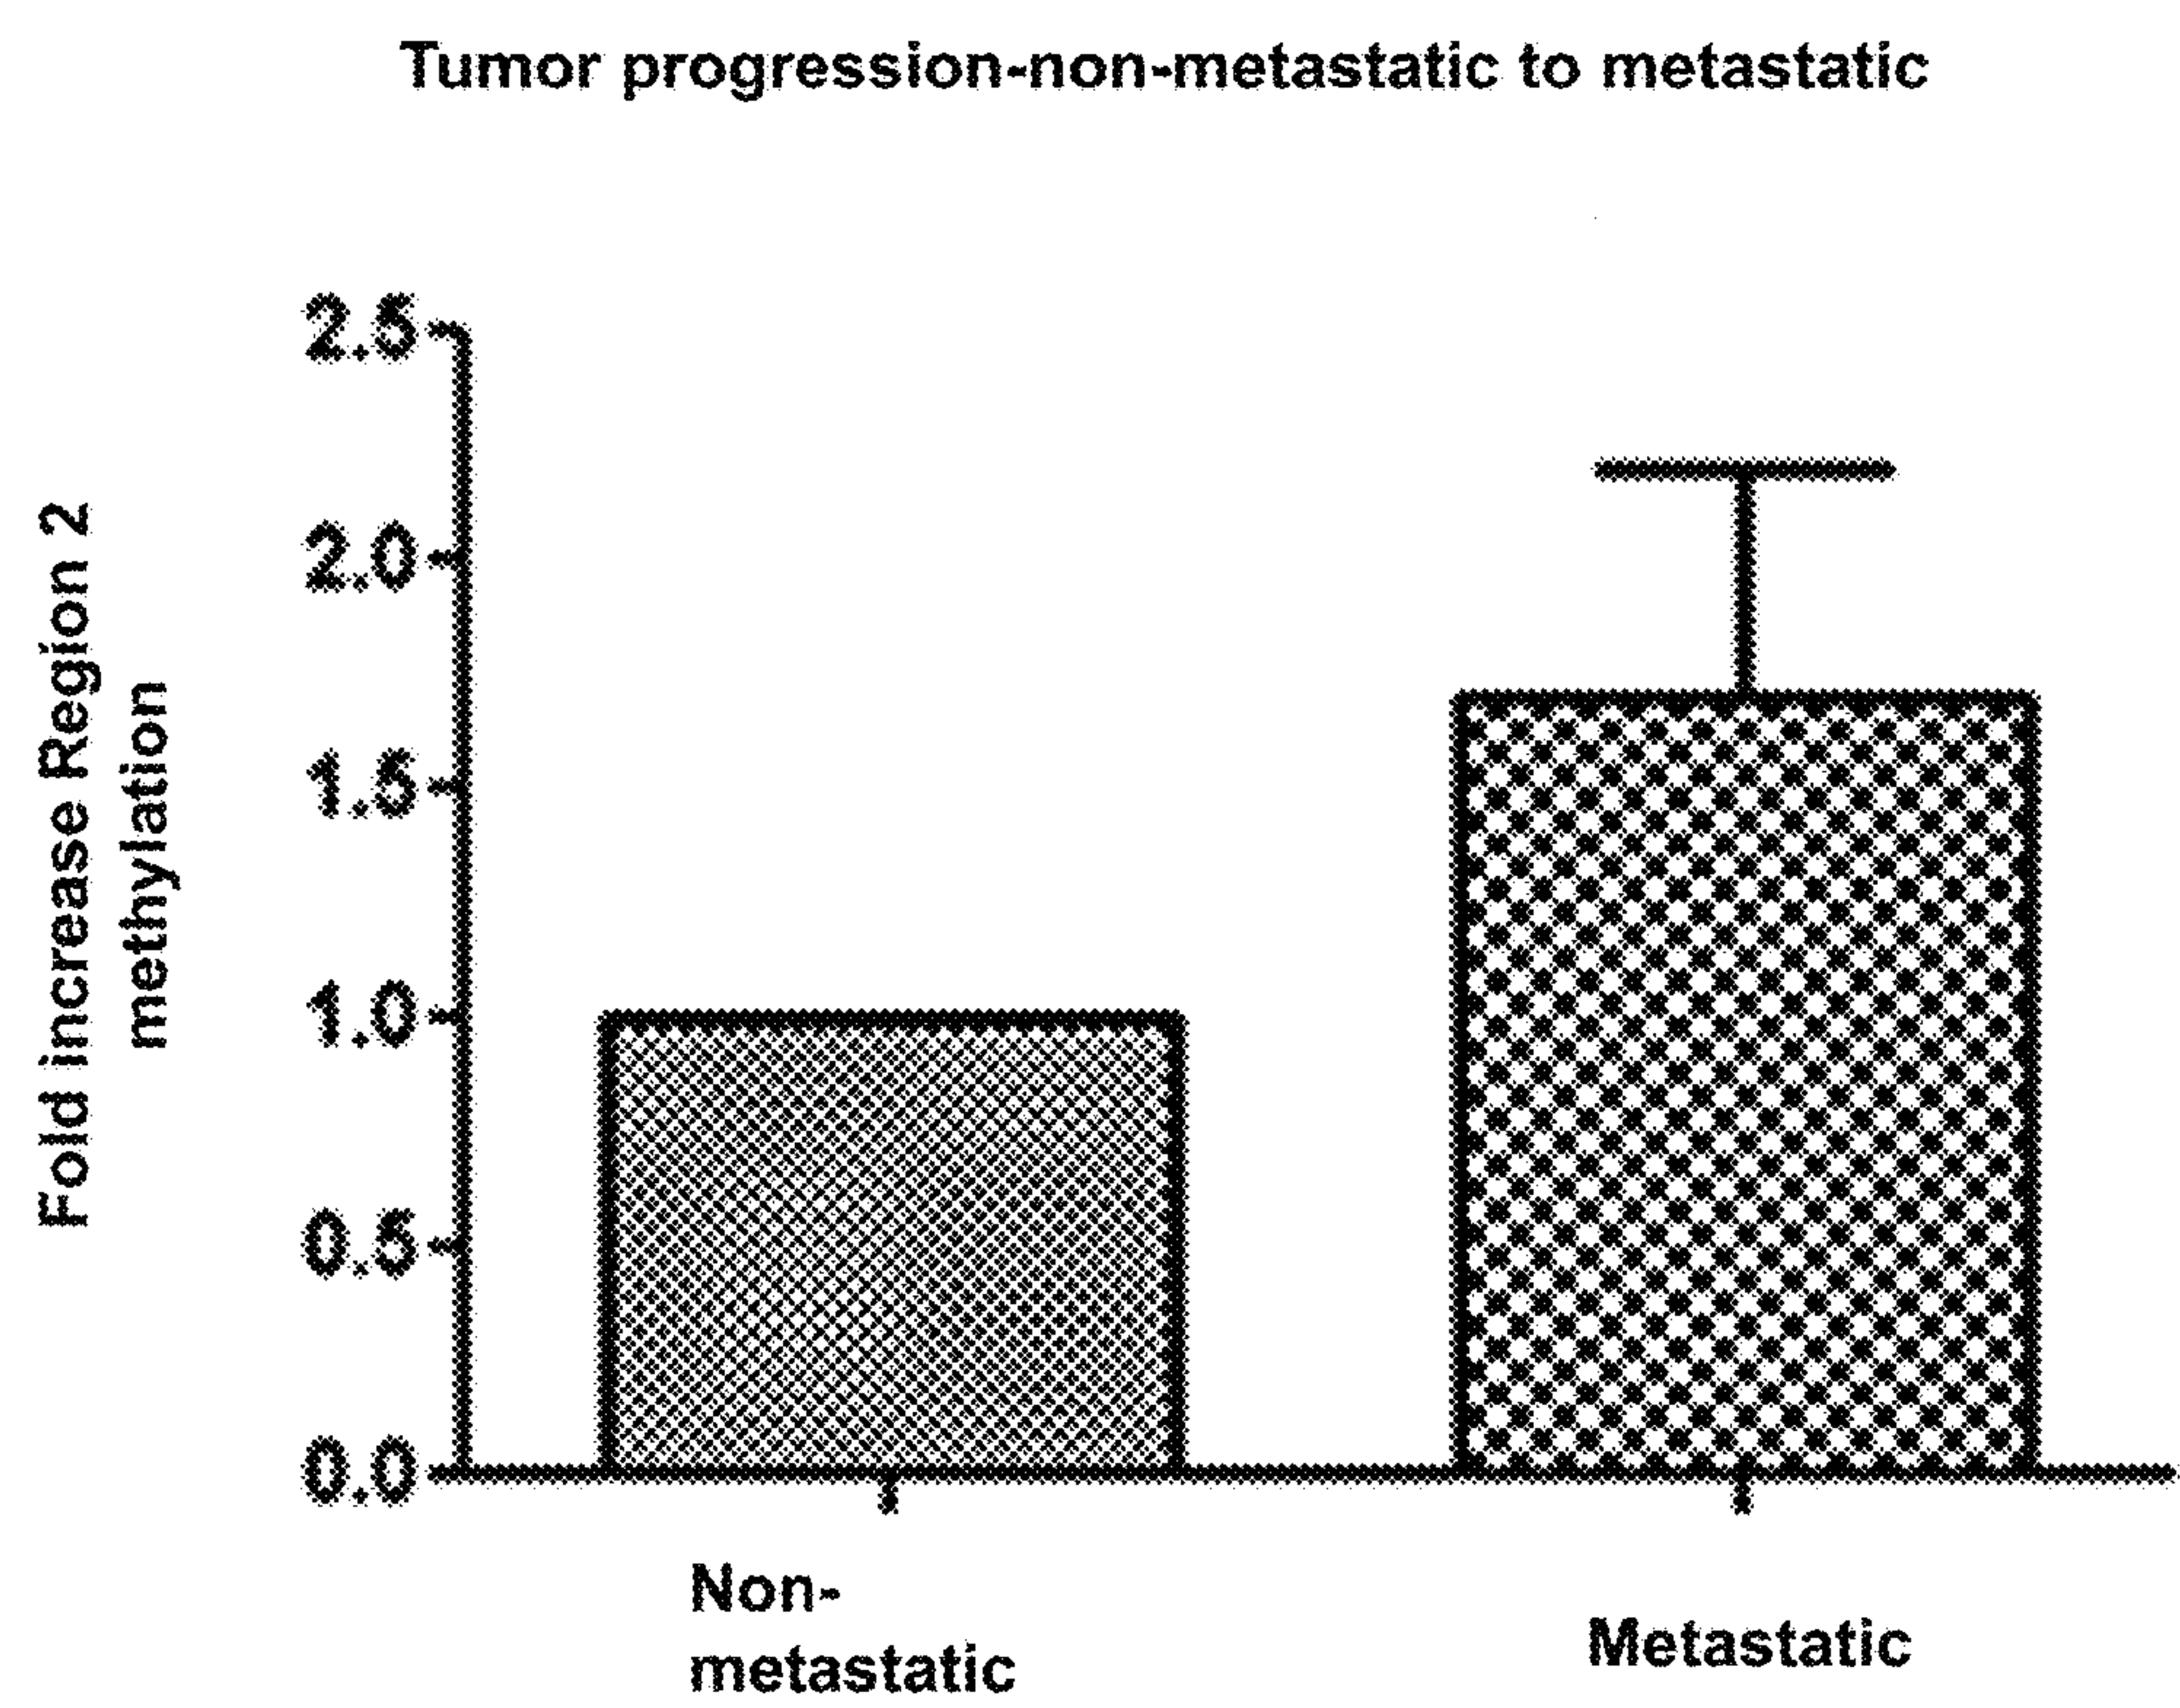 Tumor progression-non-metastatic to metastatic
Fold increase Region 2
methylation
2.5
2.0
1.5
1.0
0.5
0.0
Non-
metastatic
Metastatic